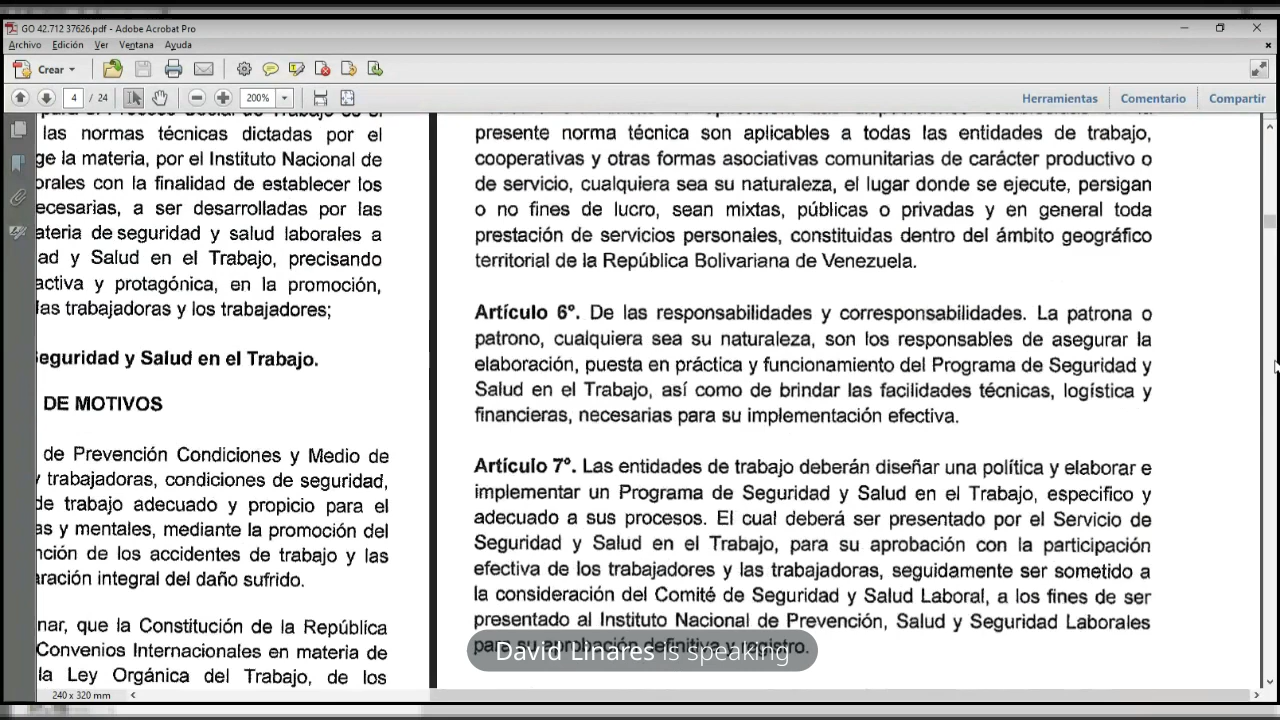 GO 42.712 37626.pdf - Adobe Acrobat Pro
Archivo Edición Ver Ventana Ayuda
Crear
4 / 24 200% Herramientas Comentario Compartir
las normas técnicas dictadas por el
ge la materia, por el Instituto Nacional de
orales con la finalidad de establecer los
ecesarias, a ser desarrolladas por las
ateria de seguridad y salud laborales a
ad y Salud en el Trabajo, precisando
activa y protagónica, en la promoción,
las trabajadoras y los trabajadores;
Seguridad y Salud en el Trabajo.
DE MOTIVOS
de Prevención Condiciones y Medio de
y trabajadoras, condiciones de seguridad,
de trabajo adecuado y propicio para el
as y mentales, mediante la promoción del
nción de los accidentes de trabajo y las
aración integral del daño sufrido.
nar, que la Constitución de la República
Convenios Internacionales en materia de
la Ley Orgánica del Trabajo, de los
presente norma técnica son aplicables a todas las entidades de trabajo,
cooperativas y otras formas asociativas comunitarias de carácter productivo o
de servicio, cualquiera sea su naturaleza, el lugar donde se ejecute, persigan
o no fines de lucro, sean mixtas, públicas o privadas y en general toda
prestación de servicios personales, constituidas dentro del ámbito geográfico
territorial de la República Bolivariana de Venezuela.
Artículo 6º. De las responsabilidades y corresponsabilidades. La patrona o
patrono, cualquiera sea su naturaleza, son los responsables de asegurar la
elaboración, puesta en práctica y funcionamiento del Programa de Seguridad y
Salud en el Trabajo, así como de brindar las facilidades técnicas, logística y
financieras, necesarias para su implementación efectiva.
Artículo 7º. Las entidades de trabajo deberán diseñar una política y elaborar e
implementar un Programa de Seguridad y Salud en el Trabajo, especifico y
adecuado a sus procesos. El cual deberá ser presentado por el Servicio de
Seguridad y Salud en el Trabajo, para su aprobación con la participación
efectiva de los trabajadores y las trabajadoras, seguidamente ser sometido a
la consideración del Comité de Seguridad y Salud Laboral, a los fines de ser
presentado al Instituto Nacional de Prevención, Salud y Seguridad Laborales
para su aprobación definitiva y registro.
David Linares is speaking
240 x 320 mm